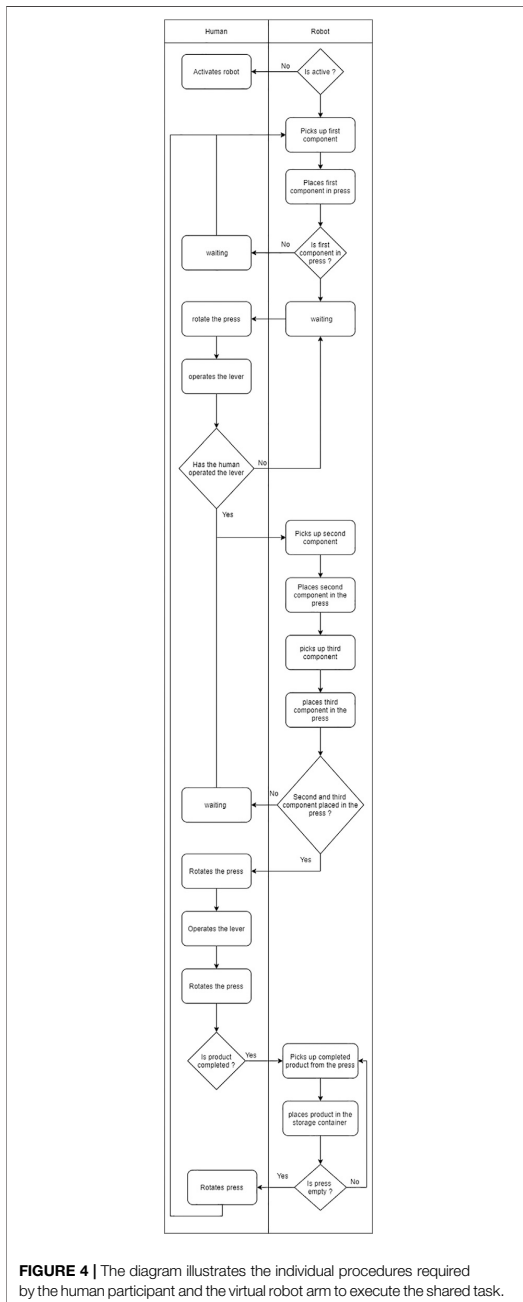 Human
Robot
Activates robot
No
Is active ?
Picks up first
component
Places first
component in press
waiting
No
Is first
component in
press ?
rotate the press
waiting
operates the lever
Has the human
operated the lever
No
Yes
Picks up second
component
Places second
component in the
press
picks up third
component
places third
component in the
press
waiting
No
Second and third
component placed in the
press ?
Yes
Rotates the press
Operates the lever
Rotates the press
Is product
completed ?
Yes
Picks up completed
product from the press
places product in the
storage container
Rotates press
Yes
Is press
empty ?
No
FIGURE 4 | The diagram illustrates the individual procedures required
by the human participant and the virtual robot arm to execute the shared task.